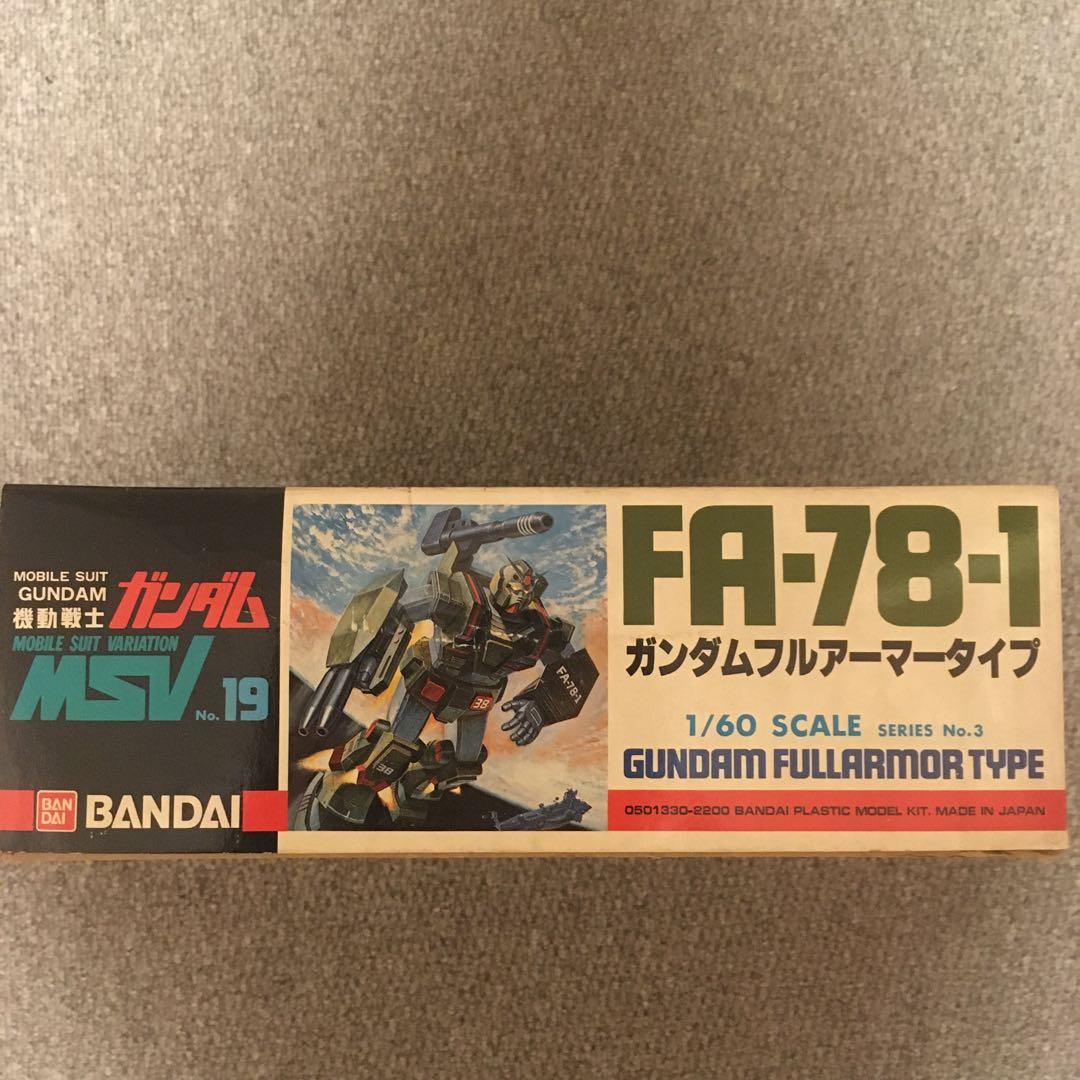 MOBILE SUIT
GUNDAM
機動戦士 ガンダム
MOBILE SUIT VARIATION
MSV No. 19
BAN
DAI
BANDAI
FA-78-1
38
38
FA-78-1
ガンダムフルアーマータイプ
1/60 SCALE SERIES No.3
GUNDAM FULLARMOR TYPE
0501330-2200 BANDAI PLASTIC MODEL KIT. MADE IN JAPAN